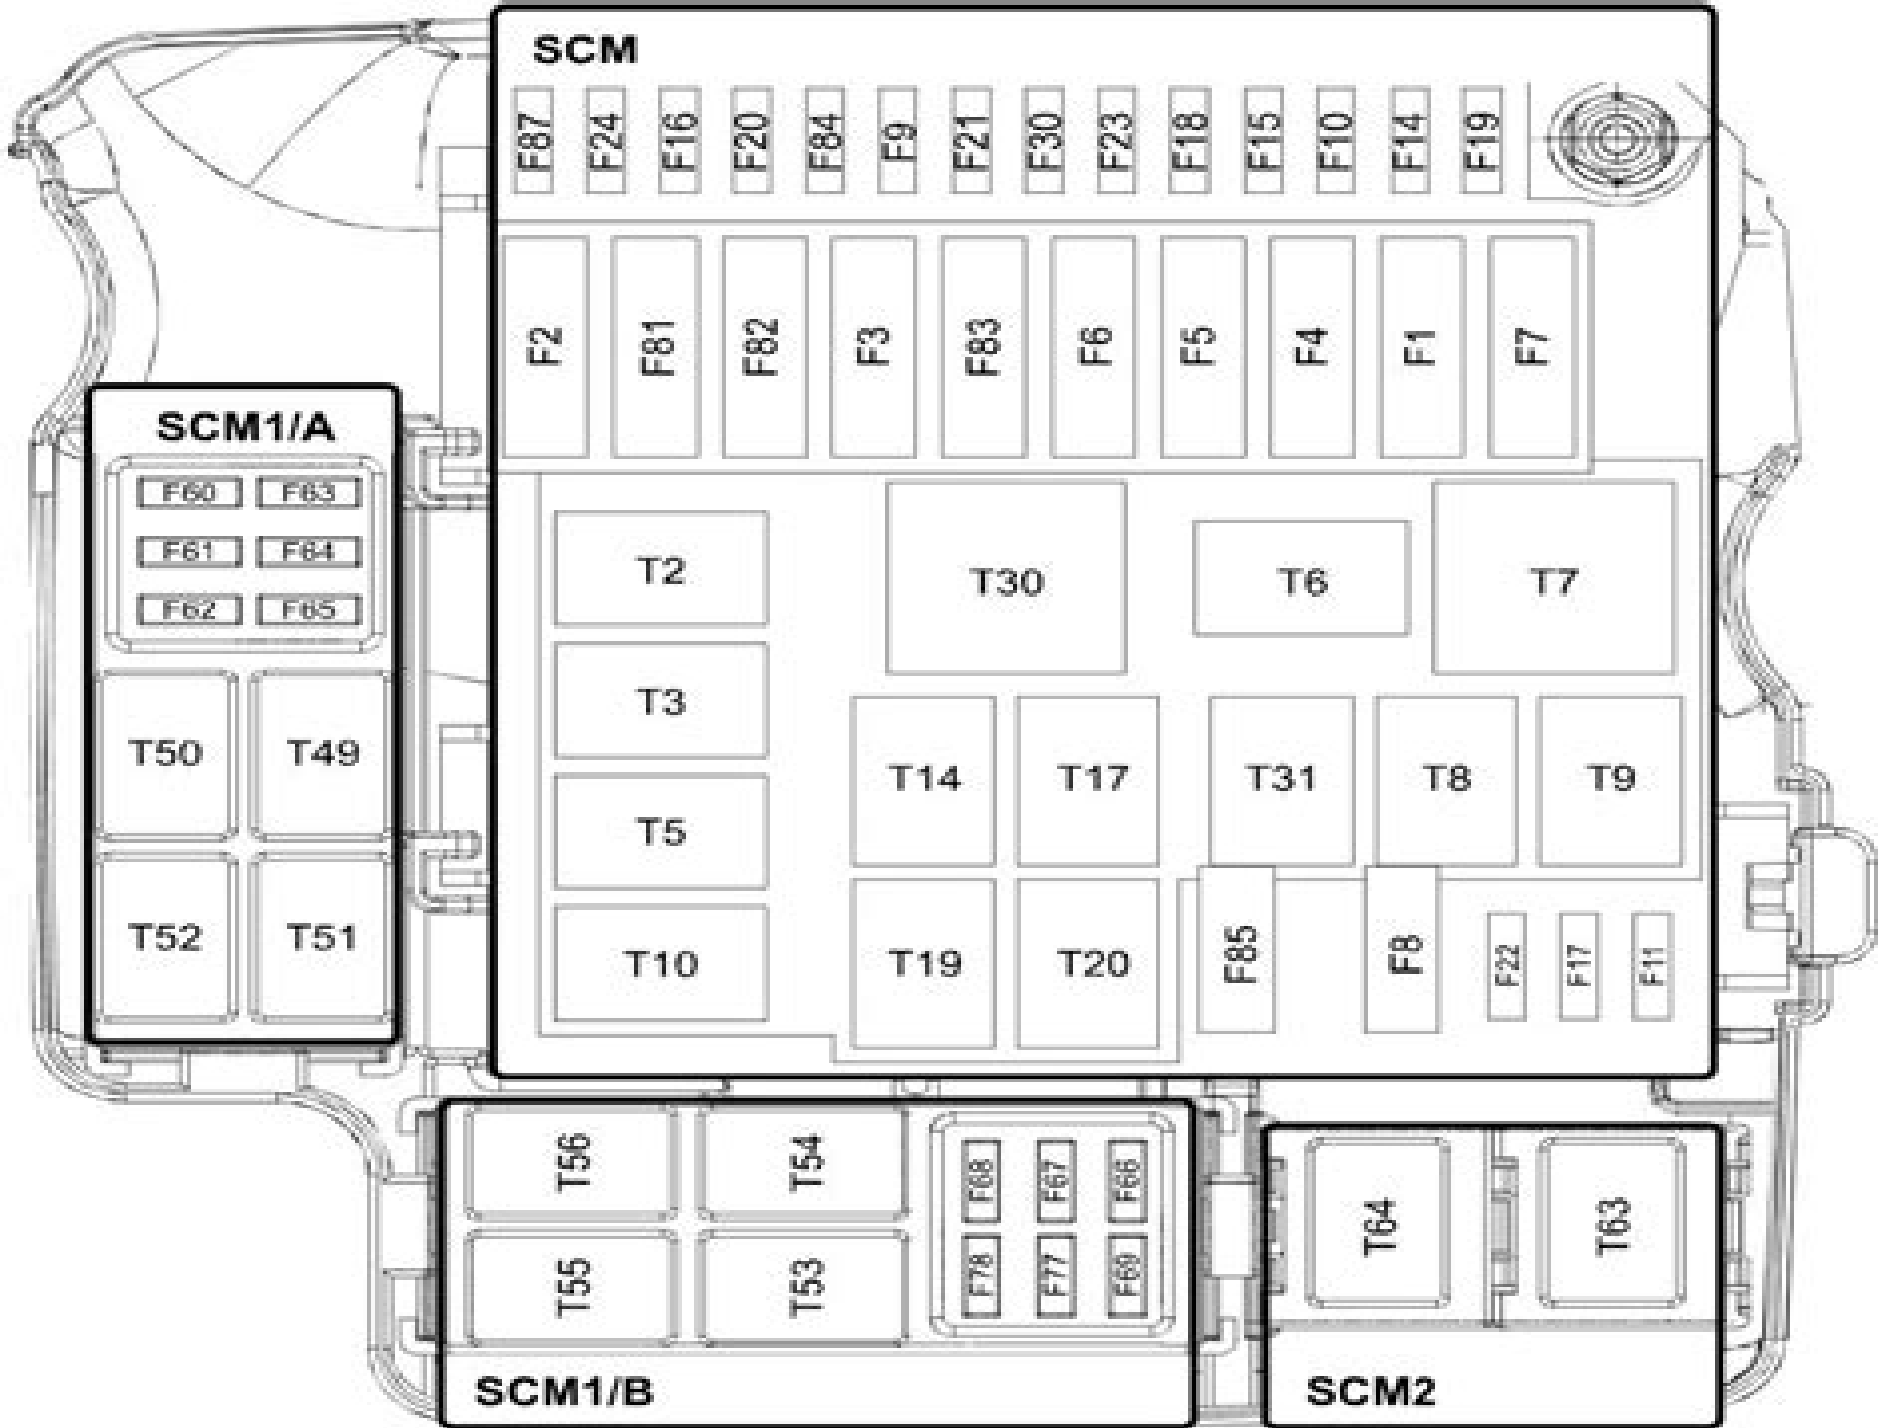 SCM
F87 F24 F16 F20 F84 F9 F21 F30 F23 F18 F15 F10 F14 F19
F2 F81 F82 F3 F83 F6 F5 F4 F1 F7
SCM1/A
F60 F63
F61 F64
F62 F65
T50 T49
T52 T51
T2 T30 T6 T7
T3
T14 T17 T31 T8 T9
T5
T10 T19 T20 F85 F8 F22 F17 F11
T56 T54 F68 F67 F66
T55 T53 F78 F77 F69
SCM1/B
T64 T63
SCM2